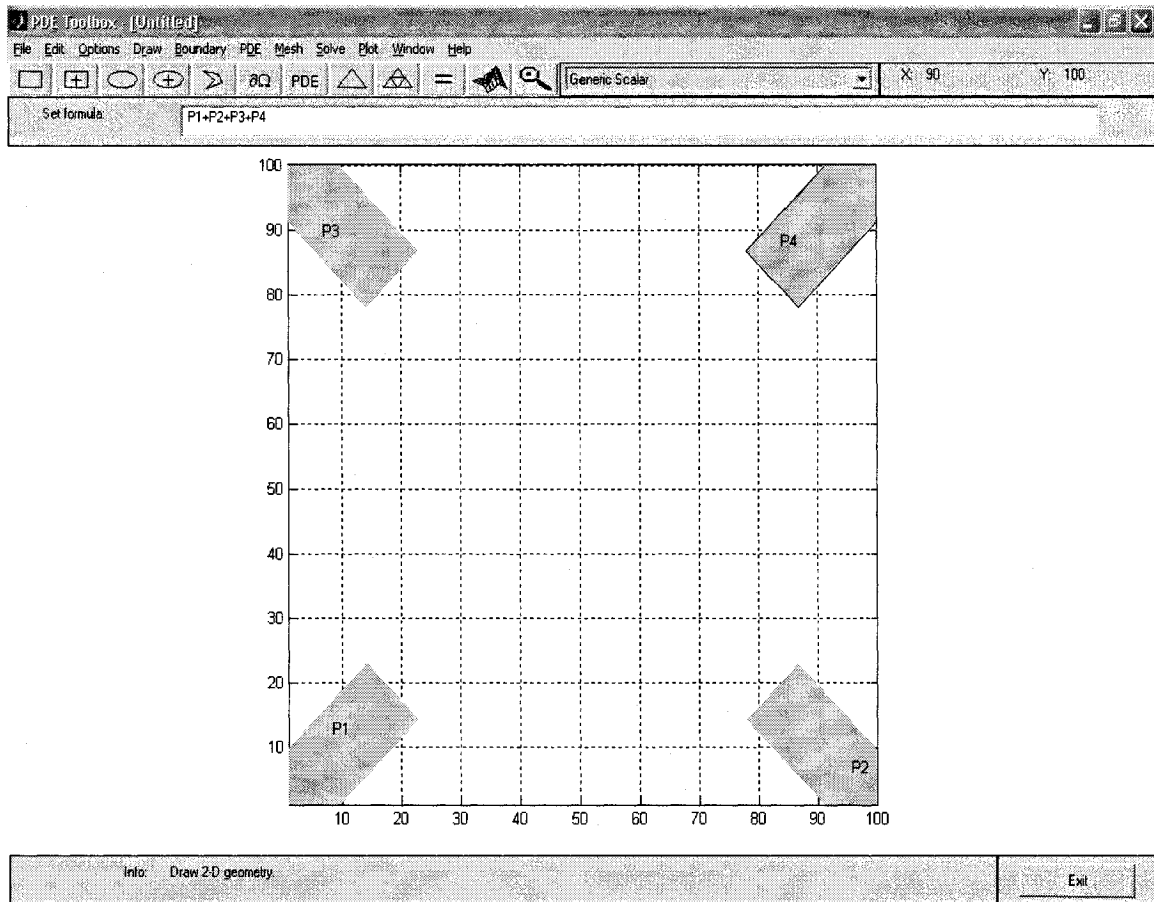 PDE Toolbox - [Untitled]
File Edit Options Draw Boundary PDE Mesh Solve Plot Window Help
∂Ω PDE = Generic Scalar X: 90 Y: 100
Set formula: P1+P2+P3+P4
100
90
80
70
60
50
40
30
20
10
P3
P4
P1
P2
10 20 30 40 50 60 70 80 90 100
Info: Draw 2-D geometry. Exit